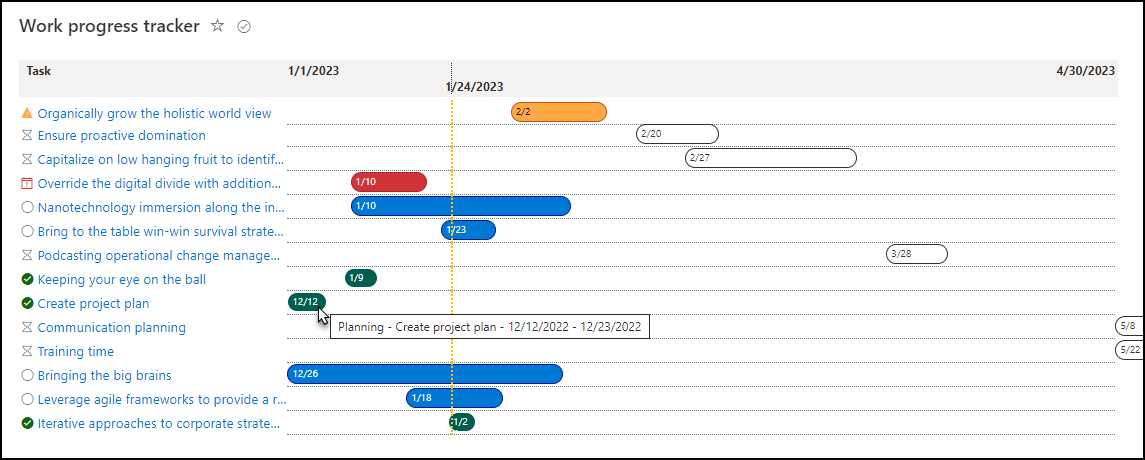 Work progress tracker
Task 1/1/2023 4/30/2023
1/24/2023
Organically grow the holistic world view 2/2
Ensure proactive domination 2/20
Capitalize on low hanging fruit to identif... 2/27
Override the digital divide with addition... 1/10
Nanotechnology immersion along the in... 1/10
Bring to the table win-win survival strate... 1/23
Podcasting operational change manage... 3/28
Keeping your eye on the ball 1/9
Create project plan 12/12
Planning - Create project plan - 12/12/2022 - 12/23/2022
Communication planning 5/8
Training time 5/22
Bringing the big brains 12/26
Leverage agile frameworks to provide a r... 1/18
Iterative approaches to corporate strate... 1/2